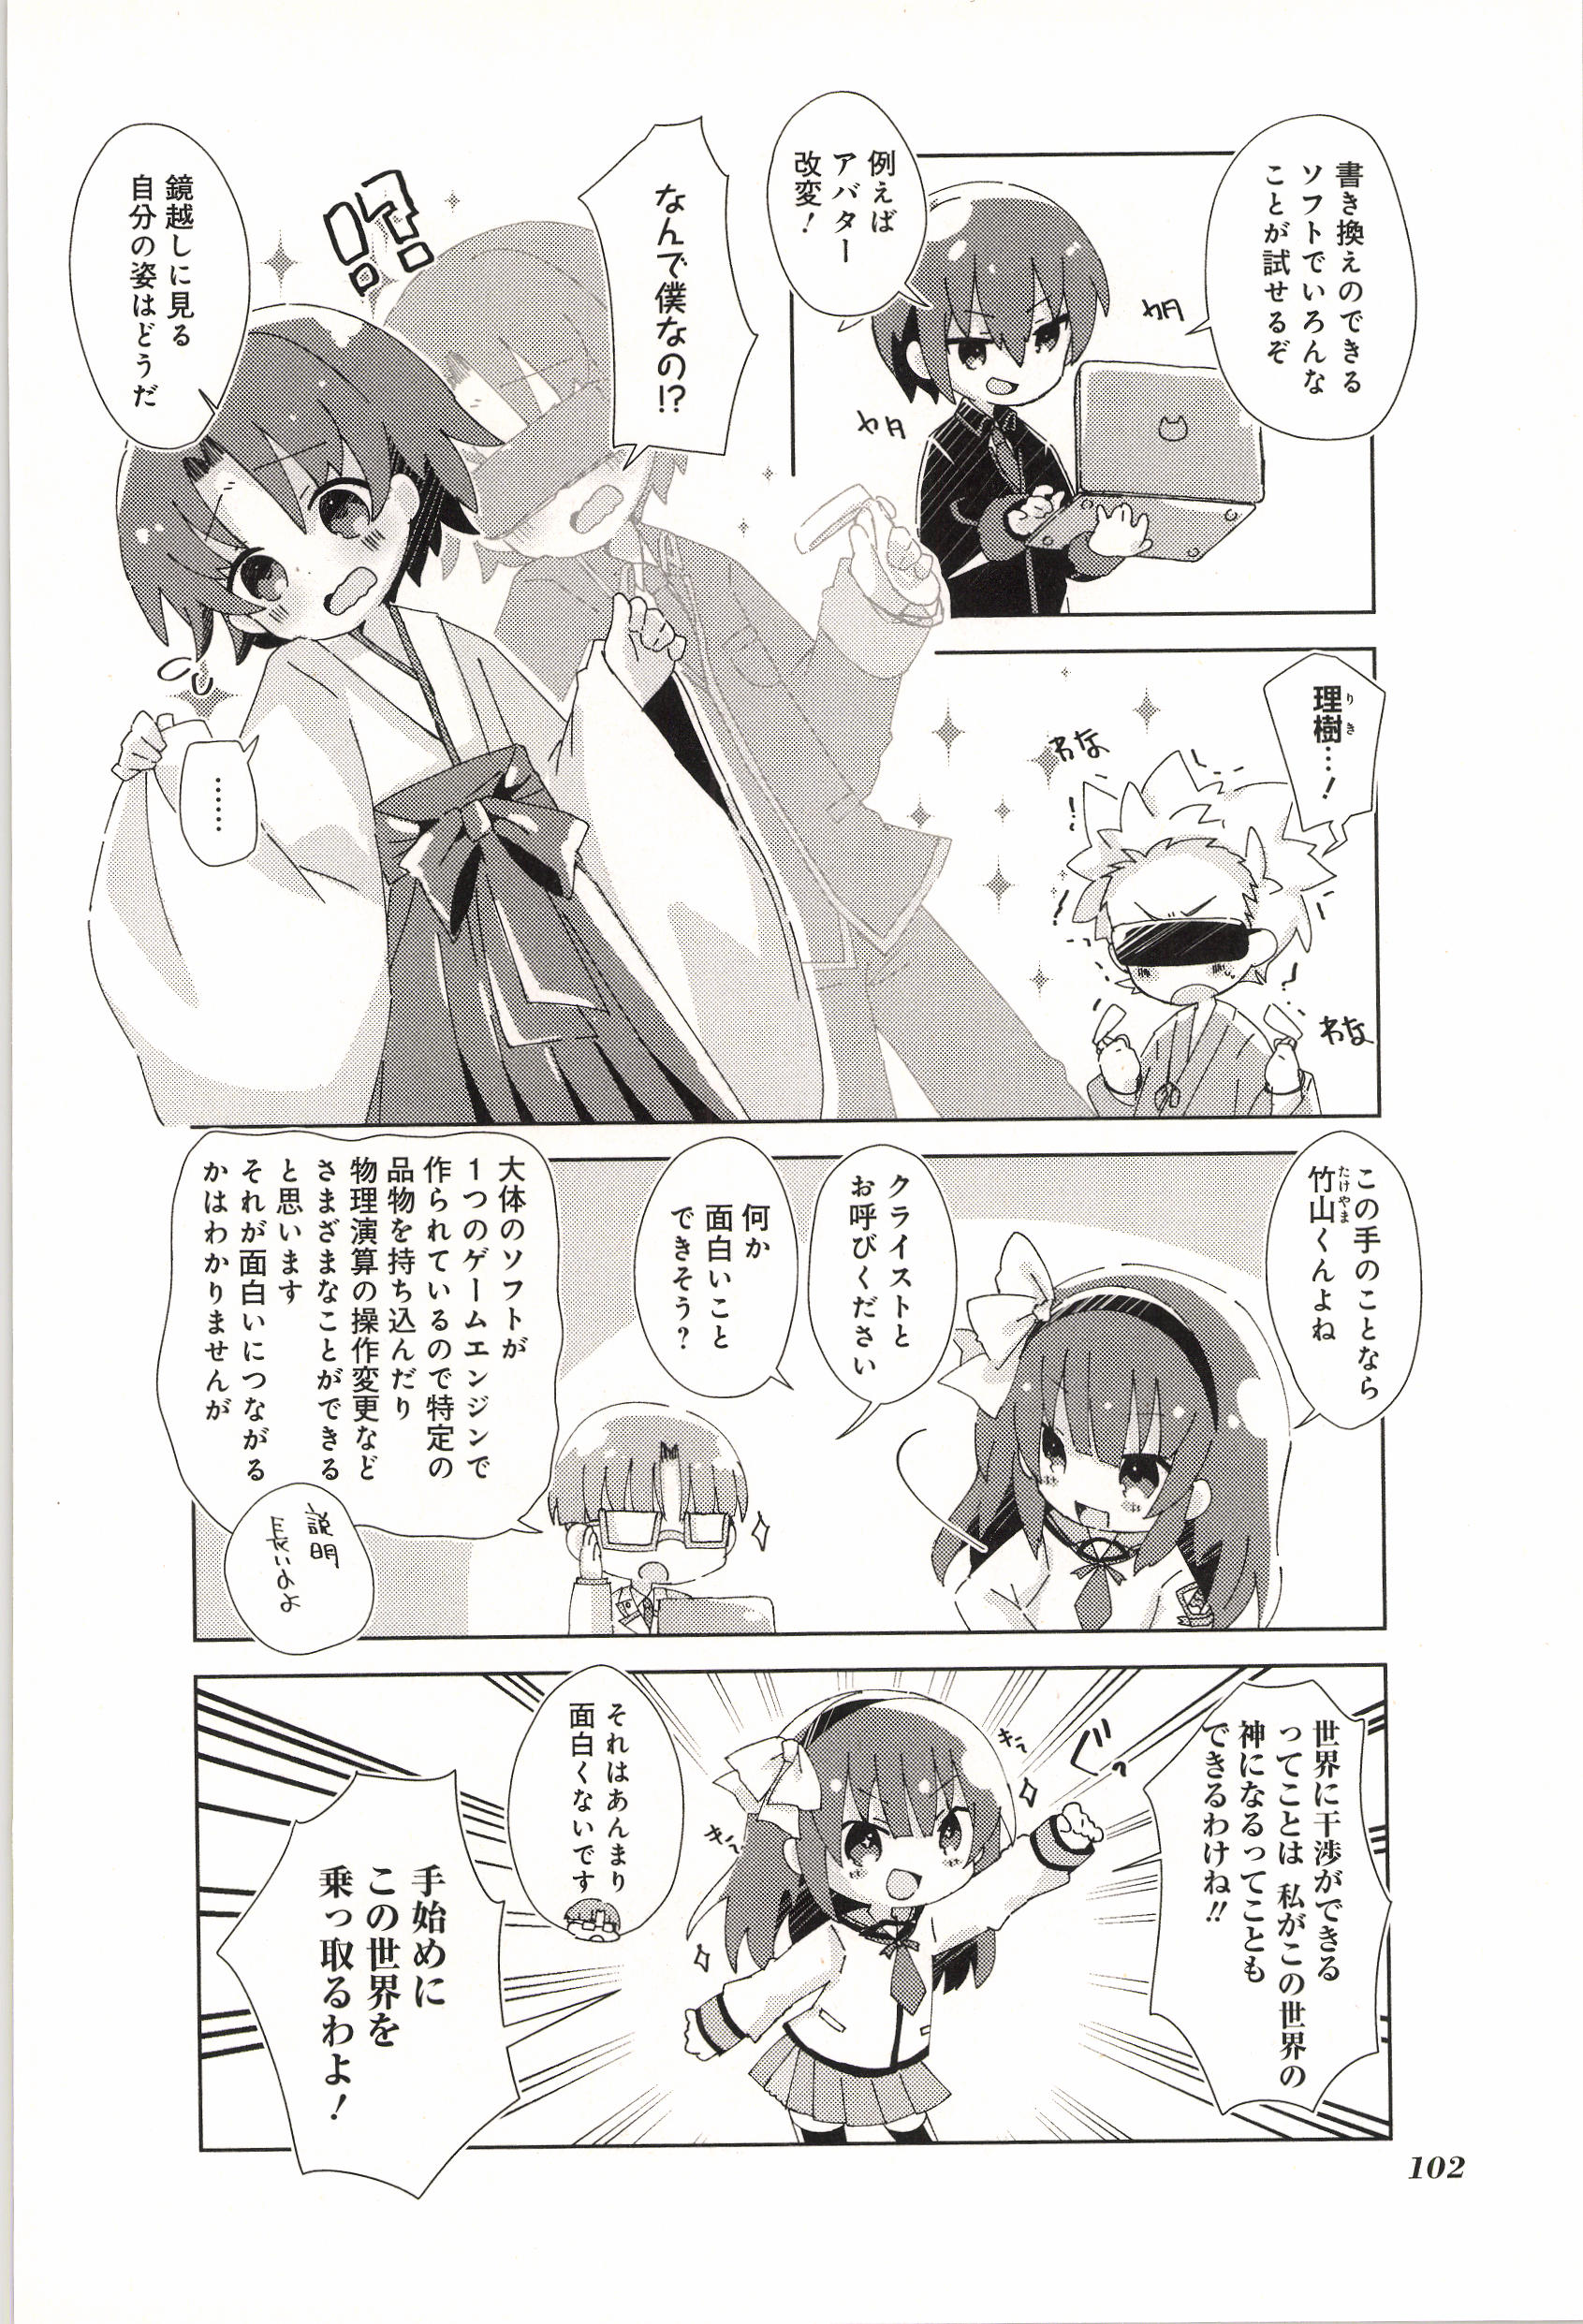 書き換えのできる
ソフトでいろんな
ことが試せるぞ
カタ
カタ
例えば
アバター
改変!
理樹…!
りき
わな
わな
なんで僕なの!?
!?
鏡越しに見る
自分の姿はどうだ
……
この手のことなら
竹山くんよね
たけやま
クライストと
お呼びください
何か
面白いこと
できそう?
大体のソフトが
1つのゲームエンジンで
作られているので特定の
品物を持ち込んだり
物理演算の操作変更など
さまざまなことができる
と思います
それが面白いにつながる
かはわかりませんが
説明
長いよ
世界に干渉ができる
ってことは 私がこの世界の
神になるってことも
できるわけね!!
ぐっ
それはあんまり
面白くないです
手始めに
この世界を
乗っ取るわよ!
102